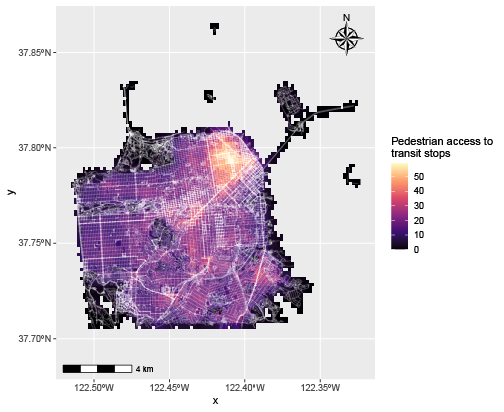 N
37.85°N
37.80°N
37.75°N
37.70°N
y
4 km
122.50°W
122.45°W
122.40°W
122.35°W
x
Pedestrian access to
transit stops
50
40
30
20
10
0